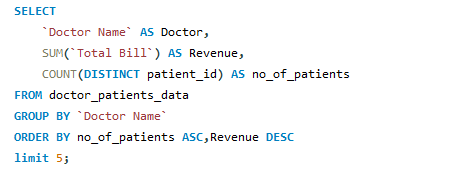 SELECT
    `Doctor Name` AS Doctor,
    SUM(`Total Bill`) AS Revenue,
    COUNT(DISTINCT patient_id) AS no_of_patients
FROM doctor_patients_data
GROUP BY `Doctor Name`
ORDER BY no_of_patients ASC,Revenue DESC
limit 5;